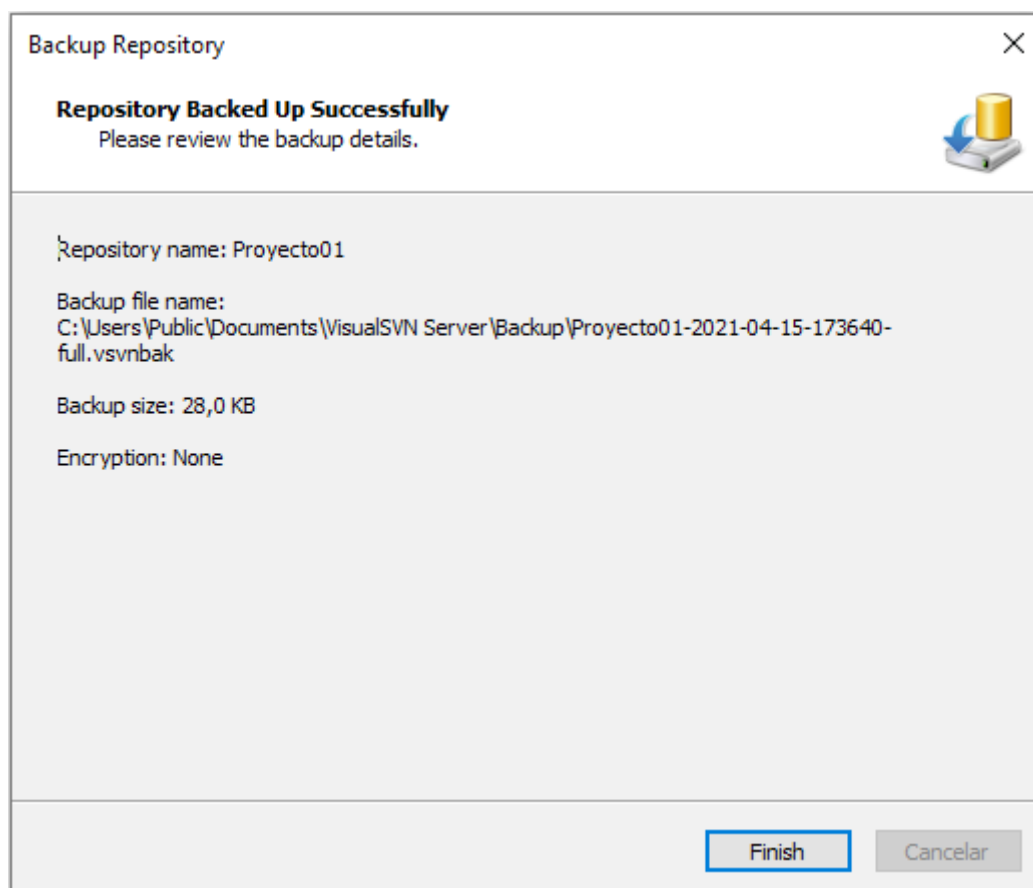 Backup Repository
Repository Backed Up Successfully
Please review the backup details.
Repository name: Proyecto01
Backup file name:
C:\Users\Public\Documents\VisualSVN Server\Backup\Proyecto01-2021-04-15-173640-
full.vsvnbak
Backup size: 28,0 KB
Encryption: None
Finish
Cancelar